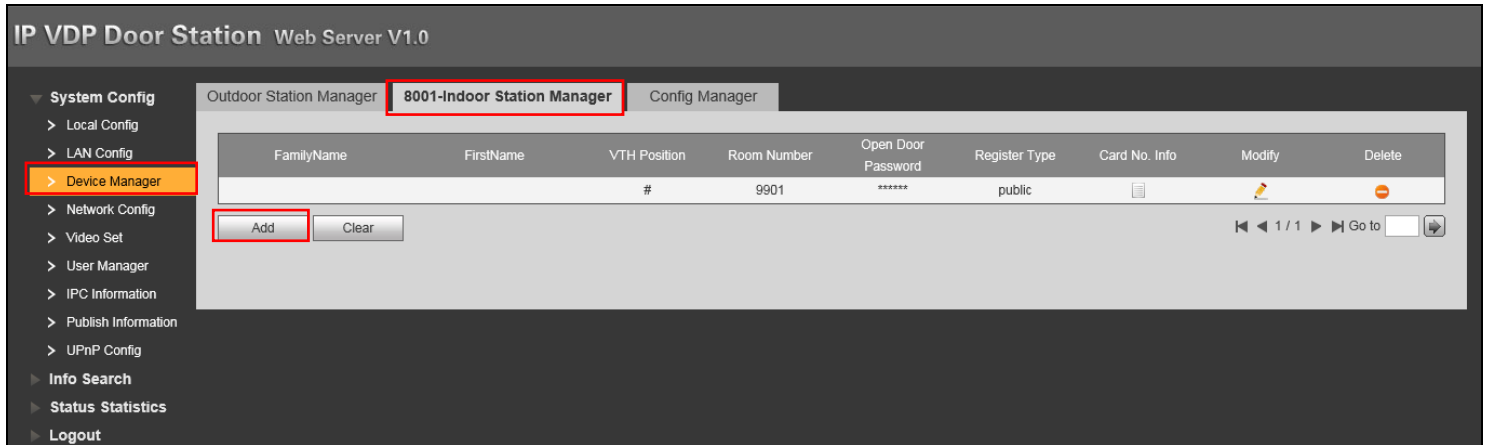 IP VDP Door Station Web Server V1.0
System Config
Local Config
LAN Config
Device Manager
Network Config
Video Set
User Manager
IPC Information
Publish Information
UPnP Config
Info Search
Status Statistics
Logout
Outdoor Station Manager 8001-Indoor Station Manager Config Manager
FamilyName FirstName VTH Position Room Number Open Door Password Register Type Card No. Info Modify Delete
# 9901 ****** public
Add Clear 1 / 1 Go to